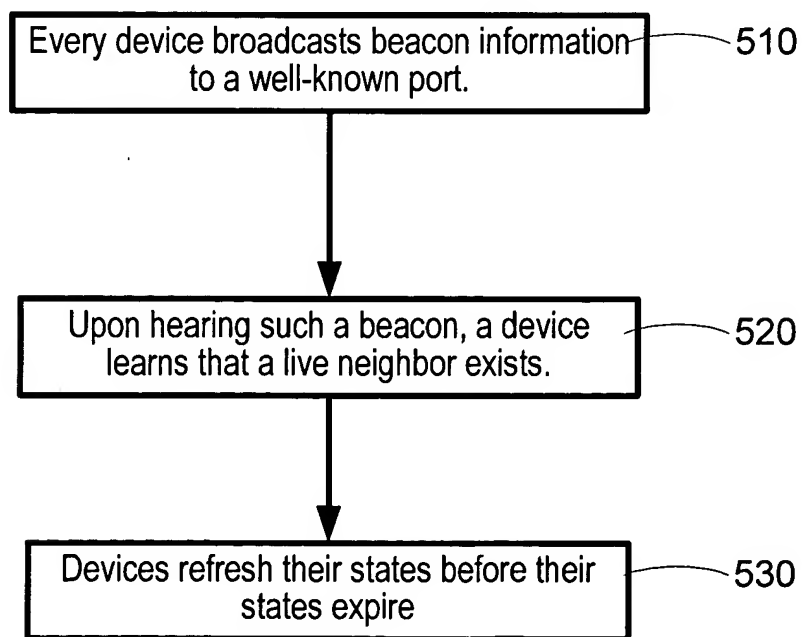 Every device broadcasts beacon information
to a well-known port.
510
Upon hearing such a beacon, a device
learns that a live neighbor exists.
520
Devices refresh their states before their
states expire
530